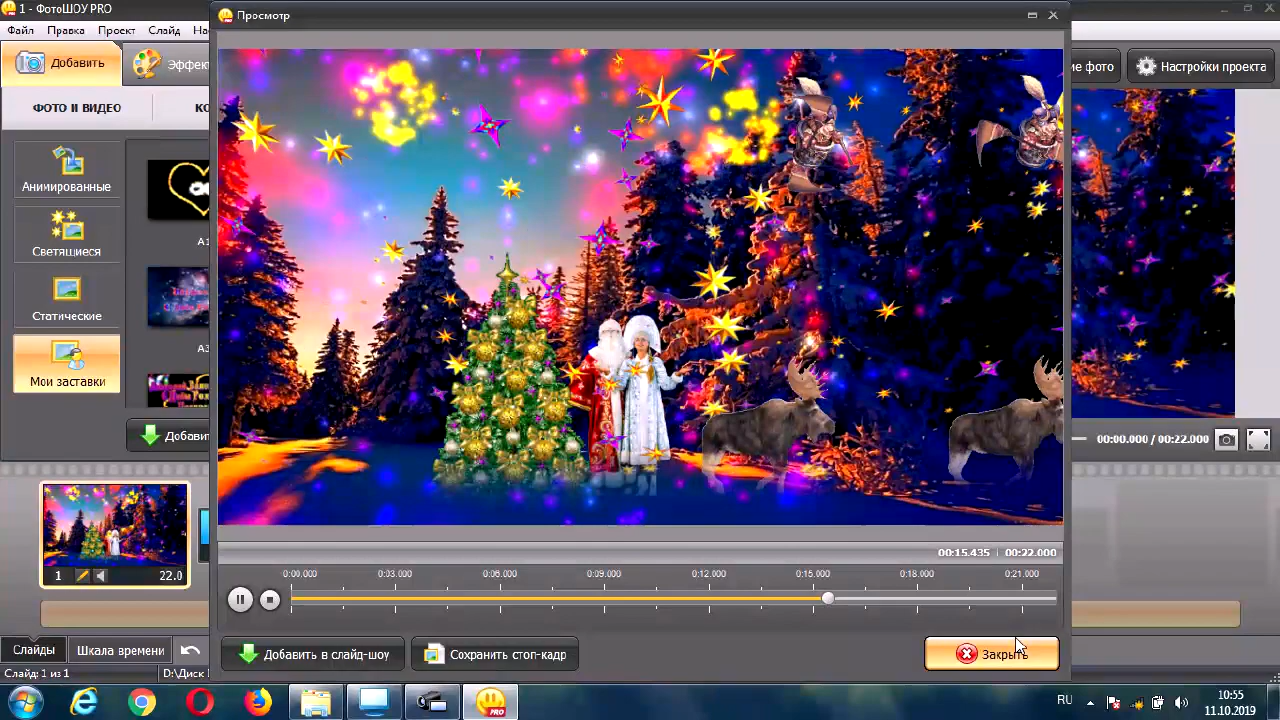 1 - ФотоШОУ PRO
Просмотр
Файл Правка Проект Слайд
Добавить
Настройки проекта
фото
ФОТО И ВИДЕО
Анимированные
Светящиеся
Статические
Мои заставки
00:00.000 / 00:22.000
00:15.435 | 00:22.000
0:00.000 0:03.000 0:06.000 0:09.000 0:12.000 0:15.000 0:18.000 0:21.000
1 22.0
Добавить в слайд-шоу
Сохранить стоп-кадр
Закрыть
Слайды
Шкала времени
Слайд: 1 из 1
RU
10:55
11.10.2019